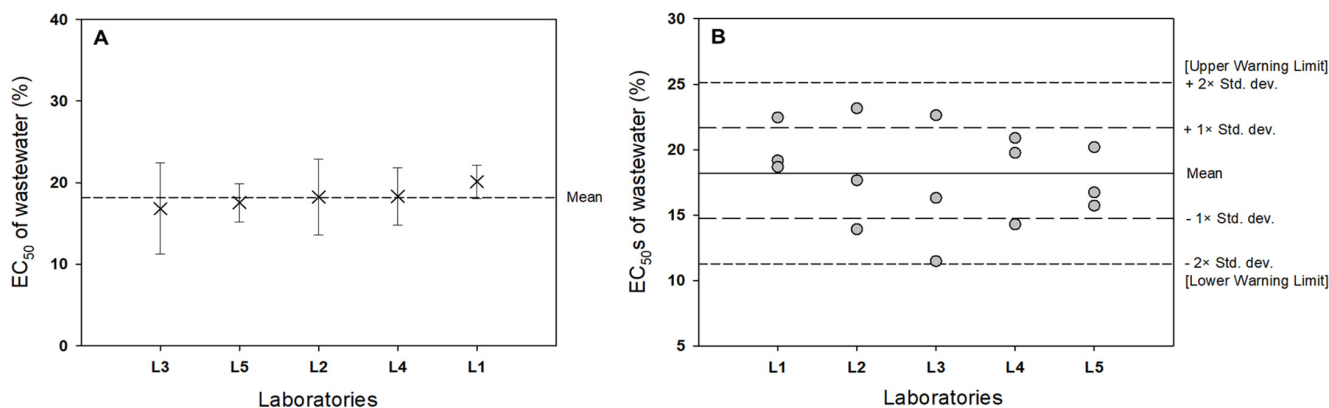 A
EC50 of wastewater (%)
40
30
20
10
0
Mean
L3 L5 L2 L4 L1
Laboratories
B
EC50s of wastewater (%)
30
25
20
15
10
5
[Upper Warning Limit]
+ 2× Std. dev.
+ 1× Std. dev.
Mean
- 1× Std. dev.
- 2× Std. dev.
[Lower Warning Limit]
L1 L2 L3 L4 L5
Laboratories